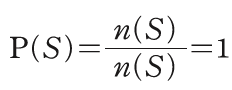 P(S) = n(S)/n(S) = 1